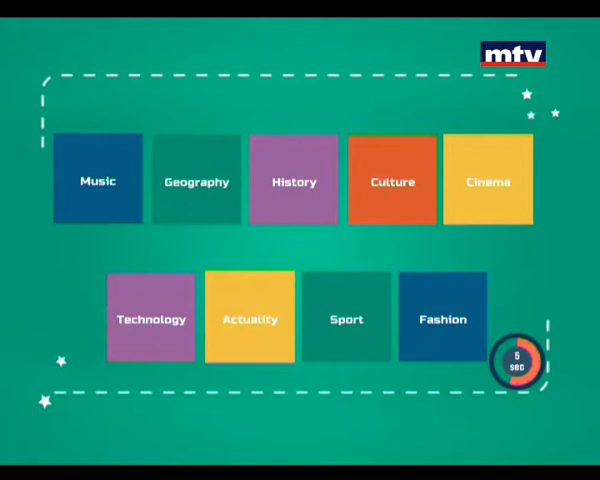 mtv
Music
Geography
History
Culture
Cinema
Technology
Actuality
Sport
Fashion
5
sec